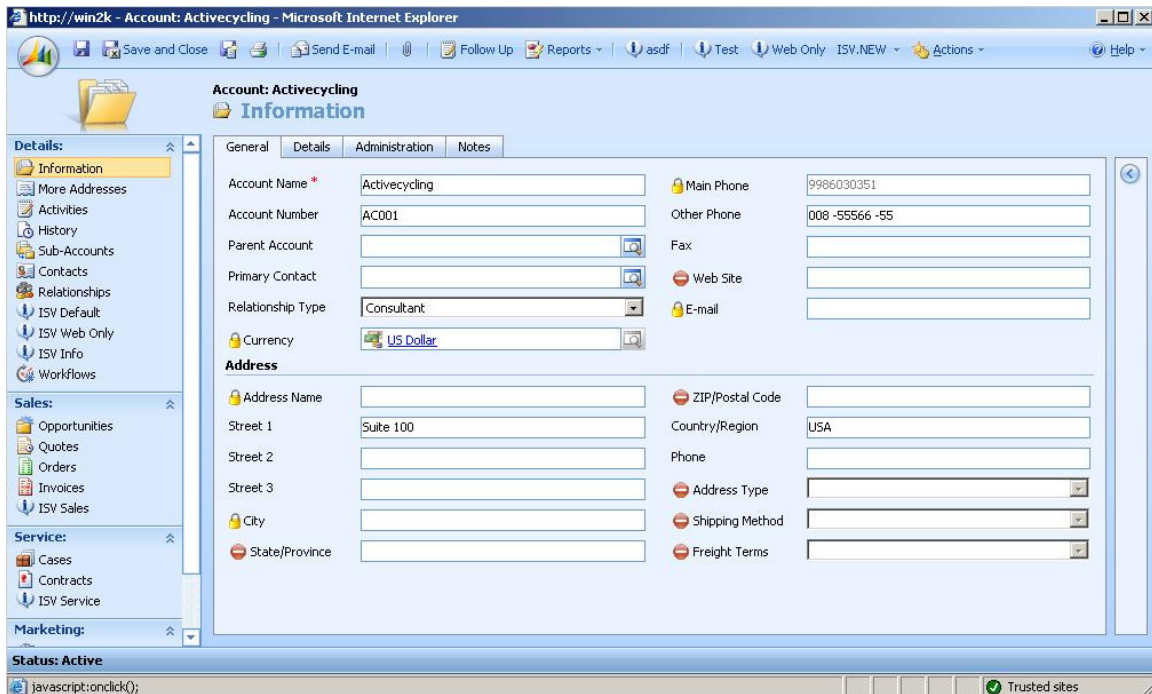 http://win2k - Account: Activecycling - Microsoft Internet Explorer
Save and Close Send E-mail Follow Up Reports asdf Test Web Only ISV.NEW Actions Help
Account: Activecycling
Information
Details:
Information
More Addresses
Activities
History
Sub-Accounts
Contacts
Relationships
ISV Default
ISV Web Only
ISV Info
Workflows
Sales:
Opportunities
Quotes
Orders
Invoices
ISV Sales
Service:
Cases
Contracts
ISV Service
Marketing:
General Details Administration Notes
Account Name * Activecycling Main Phone 9986030351
Account Number AC001 Other Phone 008 -55566 -55
Parent Account Fax
Primary Contact Web Site
Relationship Type Consultant E-mail
Currency US Dollar
Address
Address Name ZIP/Postal Code
Street 1 Suite 100 Country/Region USA
Street 2 Phone
Street 3 Address Type
City Shipping Method
State/Province Freight Terms
Status: Active
javascript:onclick(); Trusted sites